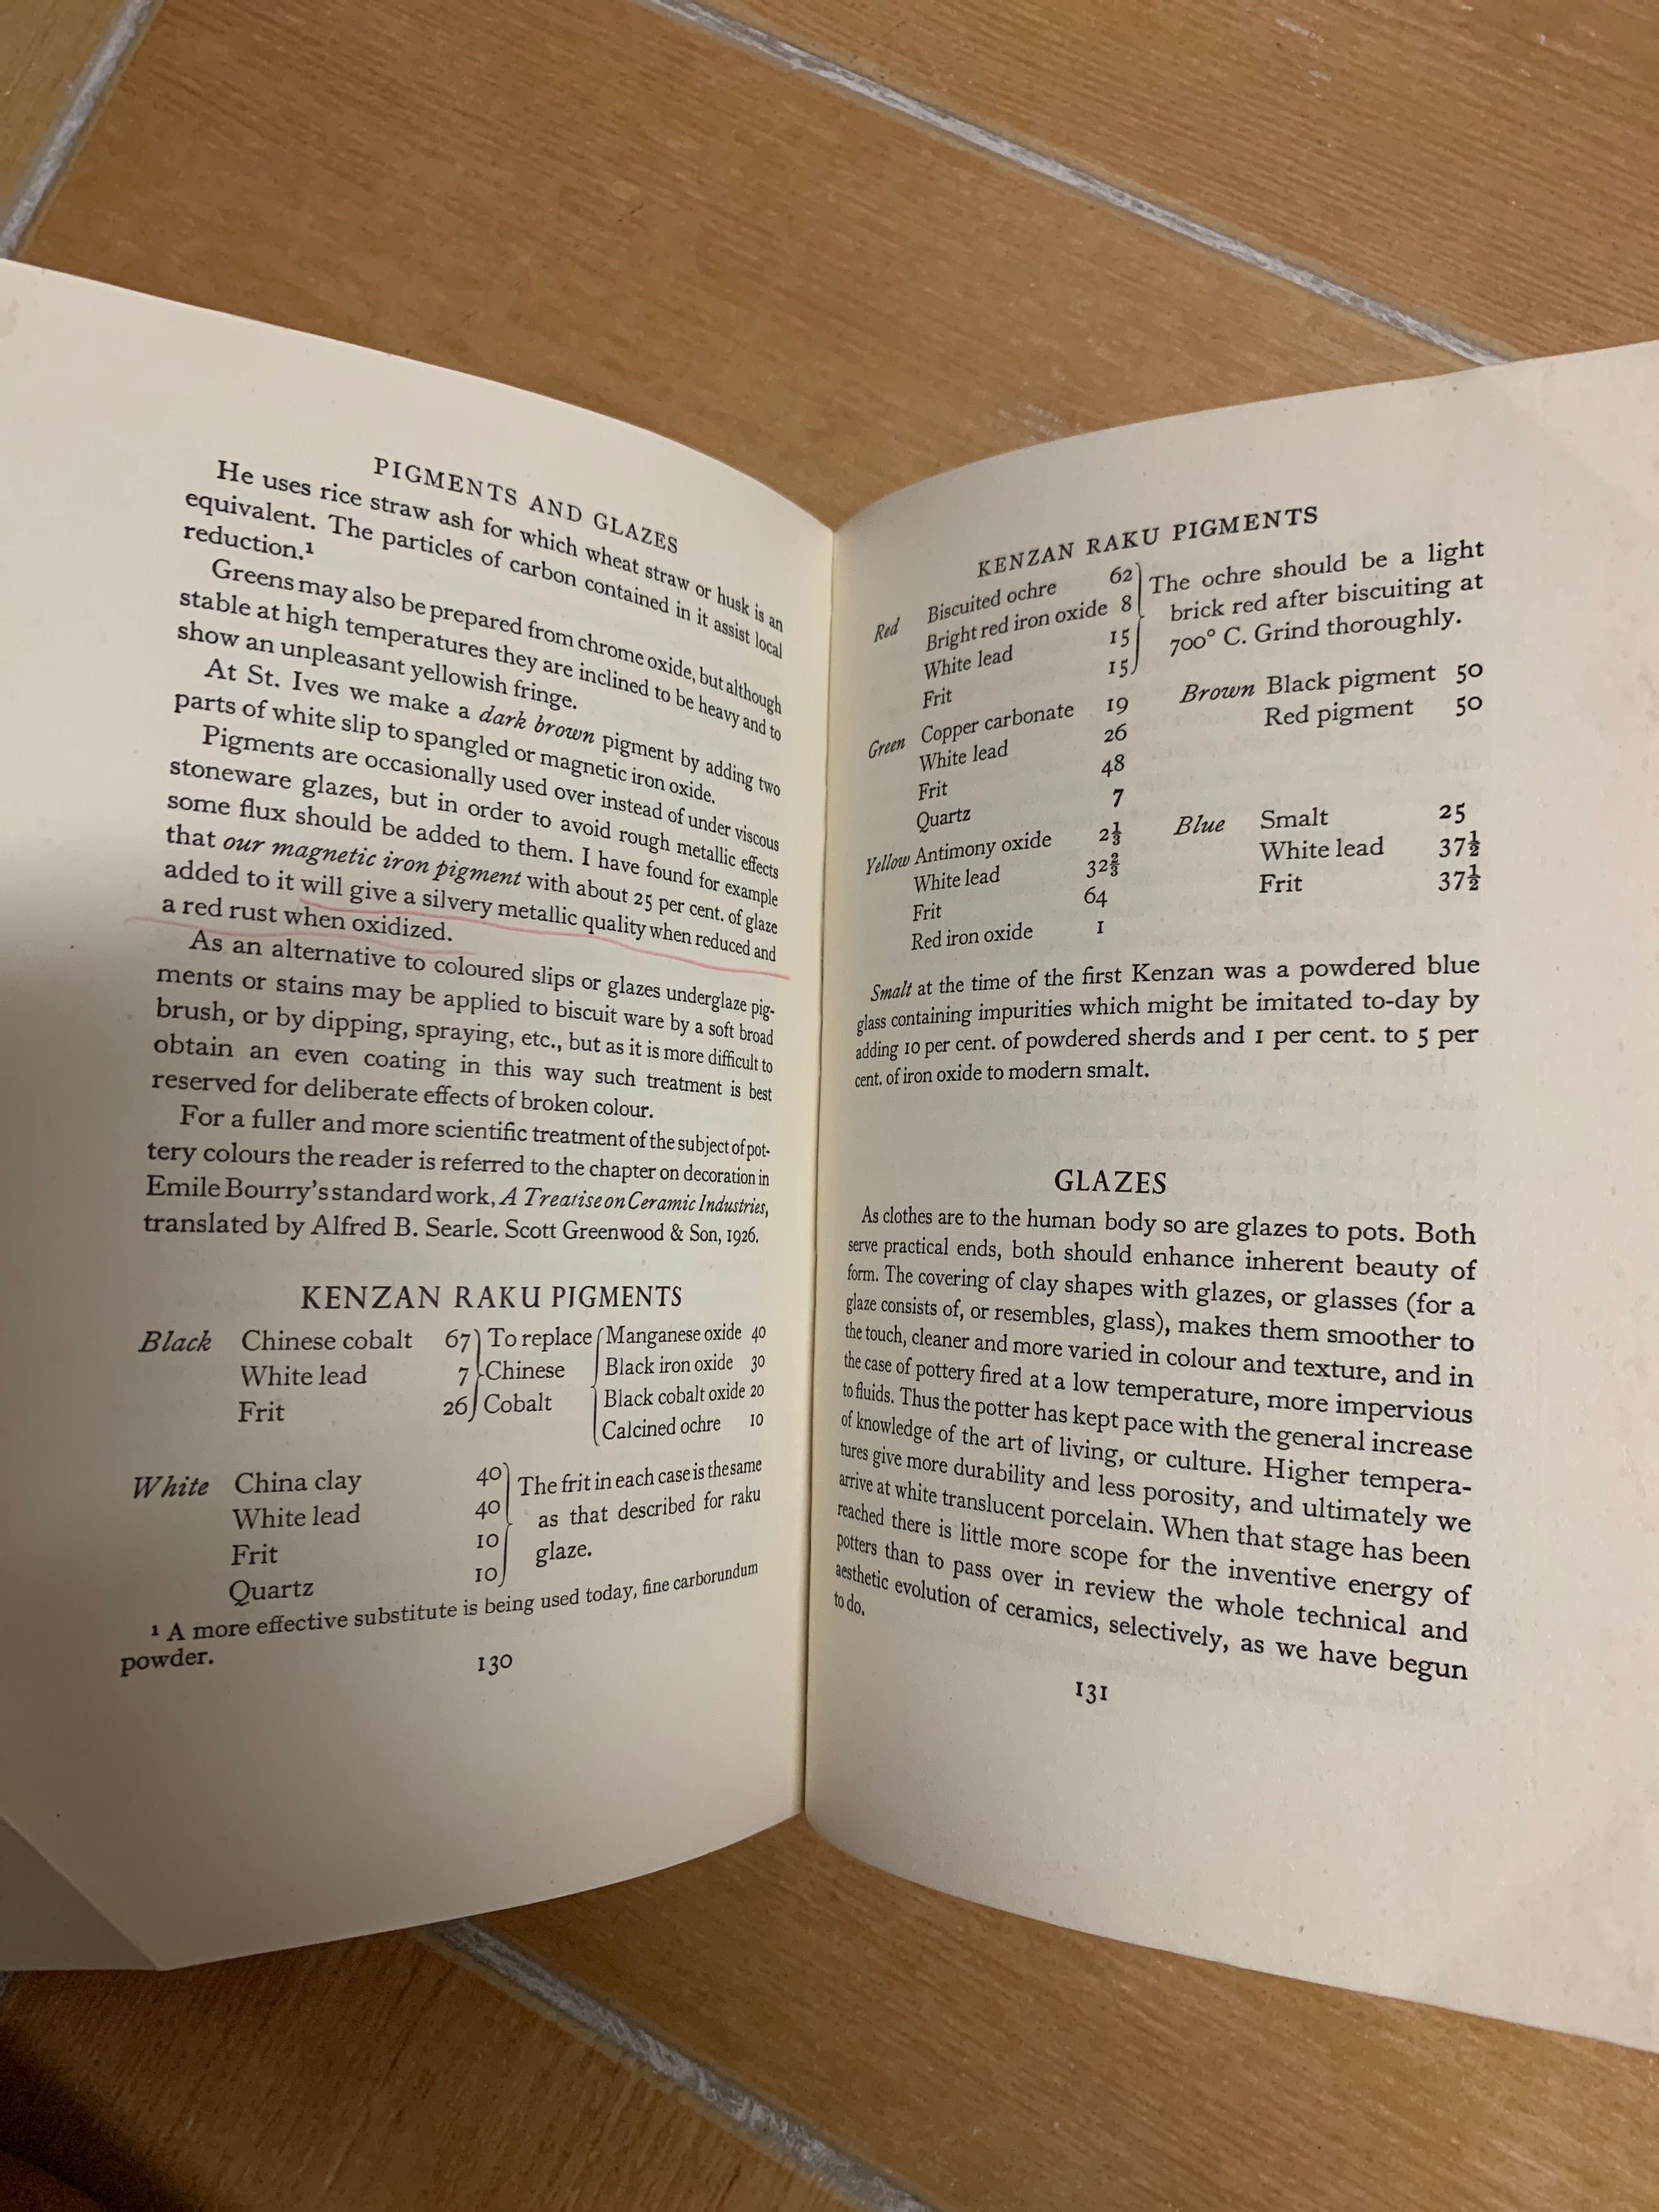 PIGMENTS AND GLAZES
He uses rice straw ash for which wheat straw or husk is an
equivalent. The particles of carbon contained in it assist local
reduction.¹
Greens may also be prepared from chrome oxide, but although
stable at high temperatures they are inclined to be heavy and to
show an unpleasant yellowish fringe.
At St. Ives we make a dark brown pigment by adding two
parts of white slip to spangled or magnetic iron oxide.
Pigments are occasionally used over instead of under viscous
stoneware glazes, but in order to avoid rough metallic effects
some flux should be added to them. I have found for example
that our magnetic iron pigment with about 25 per cent. of glaze
added to it will give a silvery metallic quality when reduced and
a red rust when oxidized.
As an alternative to coloured slips or glazes underglaze pig-
ments or stains may be applied to biscuit ware by a soft broad
brush, or by dipping, spraying, etc., but as it is more difficult to
obtain an even coating in this way such treatment is best
reserved for deliberate effects of broken colour.
For a fuller and more scientific treatment of the subject of pot-
tery colours the reader is referred to the chapter on decoration in
Emile Bourry's standard work, A Treatise on Ceramic Industries,
translated by Alfred B. Searle. Scott Greenwood & Son, 1926.
KENZAN RAKU PIGMENTS
Black Chinese cobalt 67 To replace Manganese oxide 40
White lead 7 Chinese Black iron oxide 30
Frit 26 Cobalt Black cobalt oxide 20
Calcined ochre 10
White China clay 40 The frit in each case is the same
White lead 40 as that described for raku
Frit 10 glaze.
Quartz 10
¹ A more effective substitute is being used today, fine carborundum
powder.
130
KENZAN RAKU PIGMENTS
Red Biscuited ochre 62 The ochre should be a light
Bright red iron oxide 8 brick red after biscuiting at
White lead 15 700° C. Grind thoroughly.
Frit 15
Green Copper carbonate 19 Brown Black pigment 50
White lead 26 Red pigment 50
Frit 48
Quartz 7
Yellow Antimony oxide 2⅓ Blue Smalt 25
White lead 32⅔ White lead 37½
Frit 64 Frit 37½
Red iron oxide 1
Smalt at the time of the first Kenzan was a powdered blue
glass containing impurities which might be imitated to-day by
adding 10 per cent. of powdered sherds and 1 per cent. to 5 per
cent. of iron oxide to modern smalt.
GLAZES
As clothes are to the human body so are glazes to pots. Both
serve practical ends, both should enhance inherent beauty of
form. The covering of clay shapes with glazes, or glasses (for a
glaze consists of, or resembles, glass), makes them smoother to
the touch, cleaner and more varied in colour and texture, and in
the case of pottery fired at a low temperature, more impervious
to fluids. Thus the potter has kept pace with the general increase
of knowledge of the art of living, or culture. Higher tempera-
tures give more durability and less porosity, and ultimately we
arrive at white translucent porcelain. When that stage has been
reached there is little more scope for the inventive energy of
potters than to pass over in review the whole technical and
aesthetic evolution of ceramics, selectively, as we have begun
to do.
131